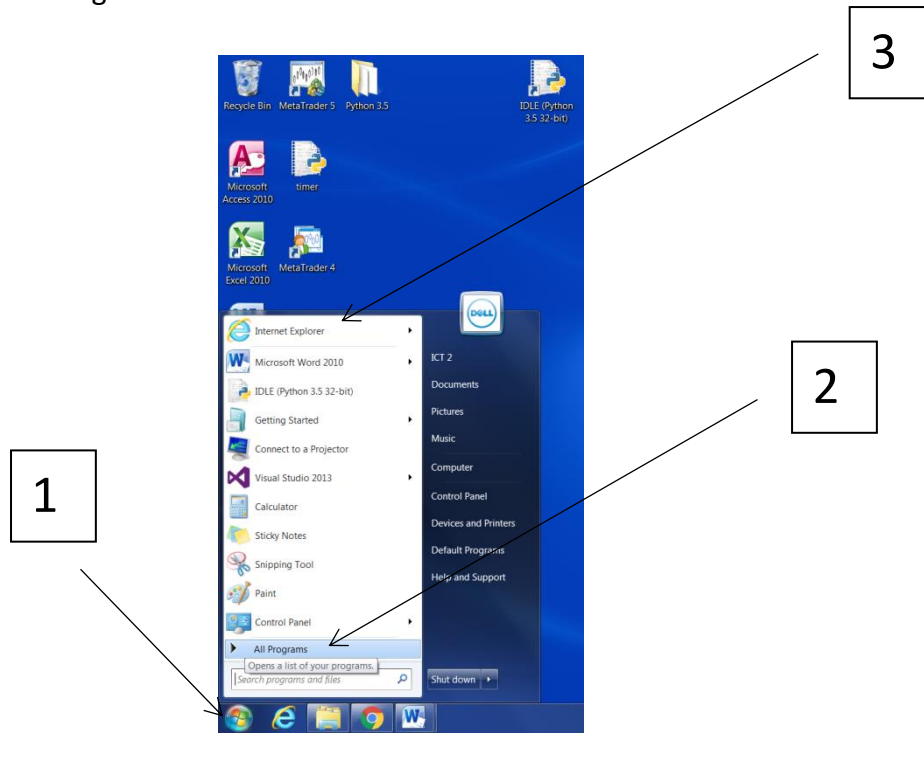 3
Recycle Bin MetaTrader 5 Python 3.5 IDLE (Python
3.5 32-bit)
Microsoft
Access 2010 timer
Microsoft
Excel 2010 MetaTrader 4
DELL
Internet Explorer
Microsoft Word 2010
IDLE (Python 3.5 32-bit)
Getting Started
Connect to a Projector
Visual Studio 2013
Calculator
Sticky Notes
Snipping Tool
Paint
Control Panel
All Programs
Opens a list of your programs.
Search programs and files
ICT 2
Documents
Pictures
Music
Computer
Control Panel
Devices and Printers
Default Programs
Help and Support
Shut down
2
1